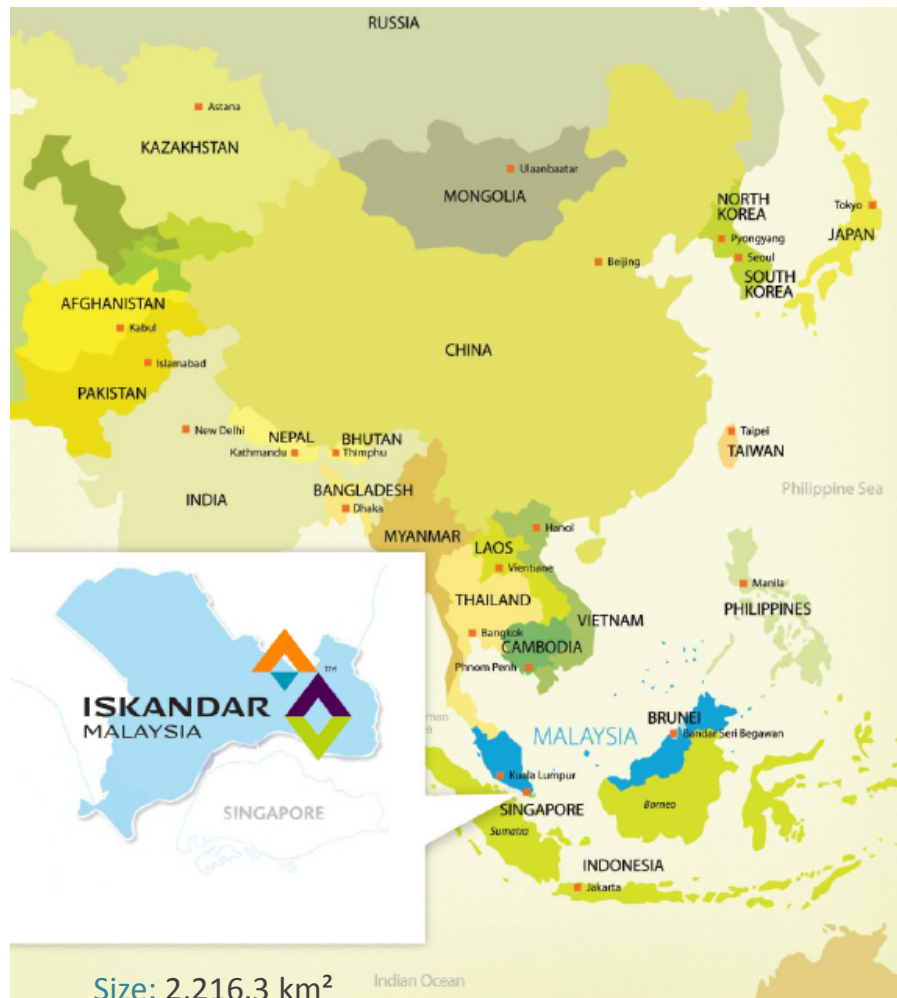 RUSSIA
Astana
KAZAKHSTAN
Ulaanbaatar
MONGOLIA
NORTH
KOREA
Tokyo
Pyongyang
JAPAN
Beijing
Seoul
SOUTH
KOREA
AFGHANISTAN
Kabul
CHINA
Islamabad
PAKISTAN
New Delhi
NEPAL
BHUTAN
Kathmandu
Thimphu
Taipei
TAIWAN
BANGLADESH
INDIA
Dhaka
Philippine Sea
Hanoi
MYANMAR
LAOS
Vientiane
Manila
THAILAND
PHILIPPINES
VIETNAM
Bangkok
CAMBODIA
Phnom Penh
™
ISKANDAR
MALAYSIA
BRUNEI
MALAYSIA
Bandar Seri Begawan
Kuala Lumpur
SINGAPORE
SINGAPORE
Borneo
Sumatra
INDONESIA
Jakarta
Indian Ocean
Size: 2,216.3 km²